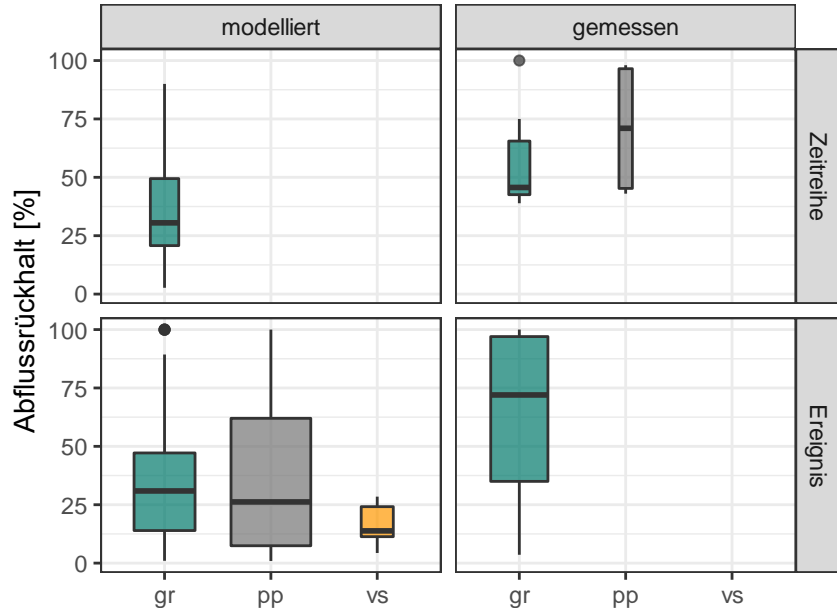 modelliert
gemessen
Abflussrückhalt [%]
100
75
50
25
0
Zeitreihe
100
75
50
25
0
Ereignis
gr
pp
vs
gr
pp
vs